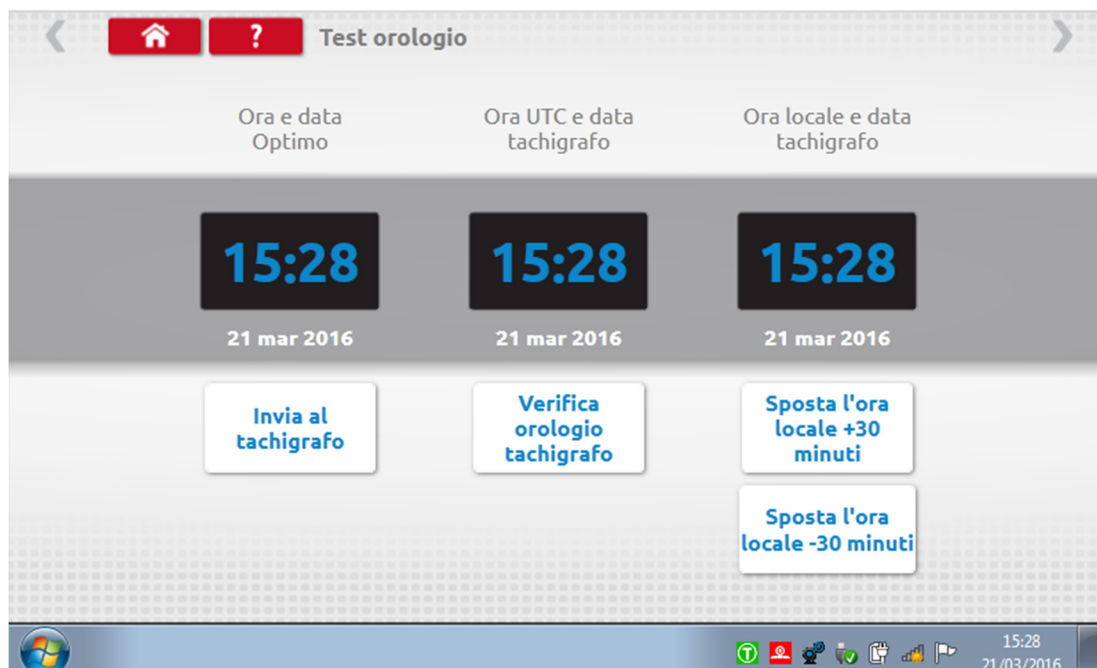 ? Test orologio
Ora e data
Optimo
Ora UTC e data
tachigrafo
Ora locale e data
tachigrafo
15:28
15:28
15:28
21 mar 2016
21 mar 2016
21 mar 2016
Invia al
tachigrafo
Verifica
orologio
tachigrafo
Sposta l'ora
locale +30
minuti
Sposta l'ora
locale -30 minuti
15:28
21/03/2016